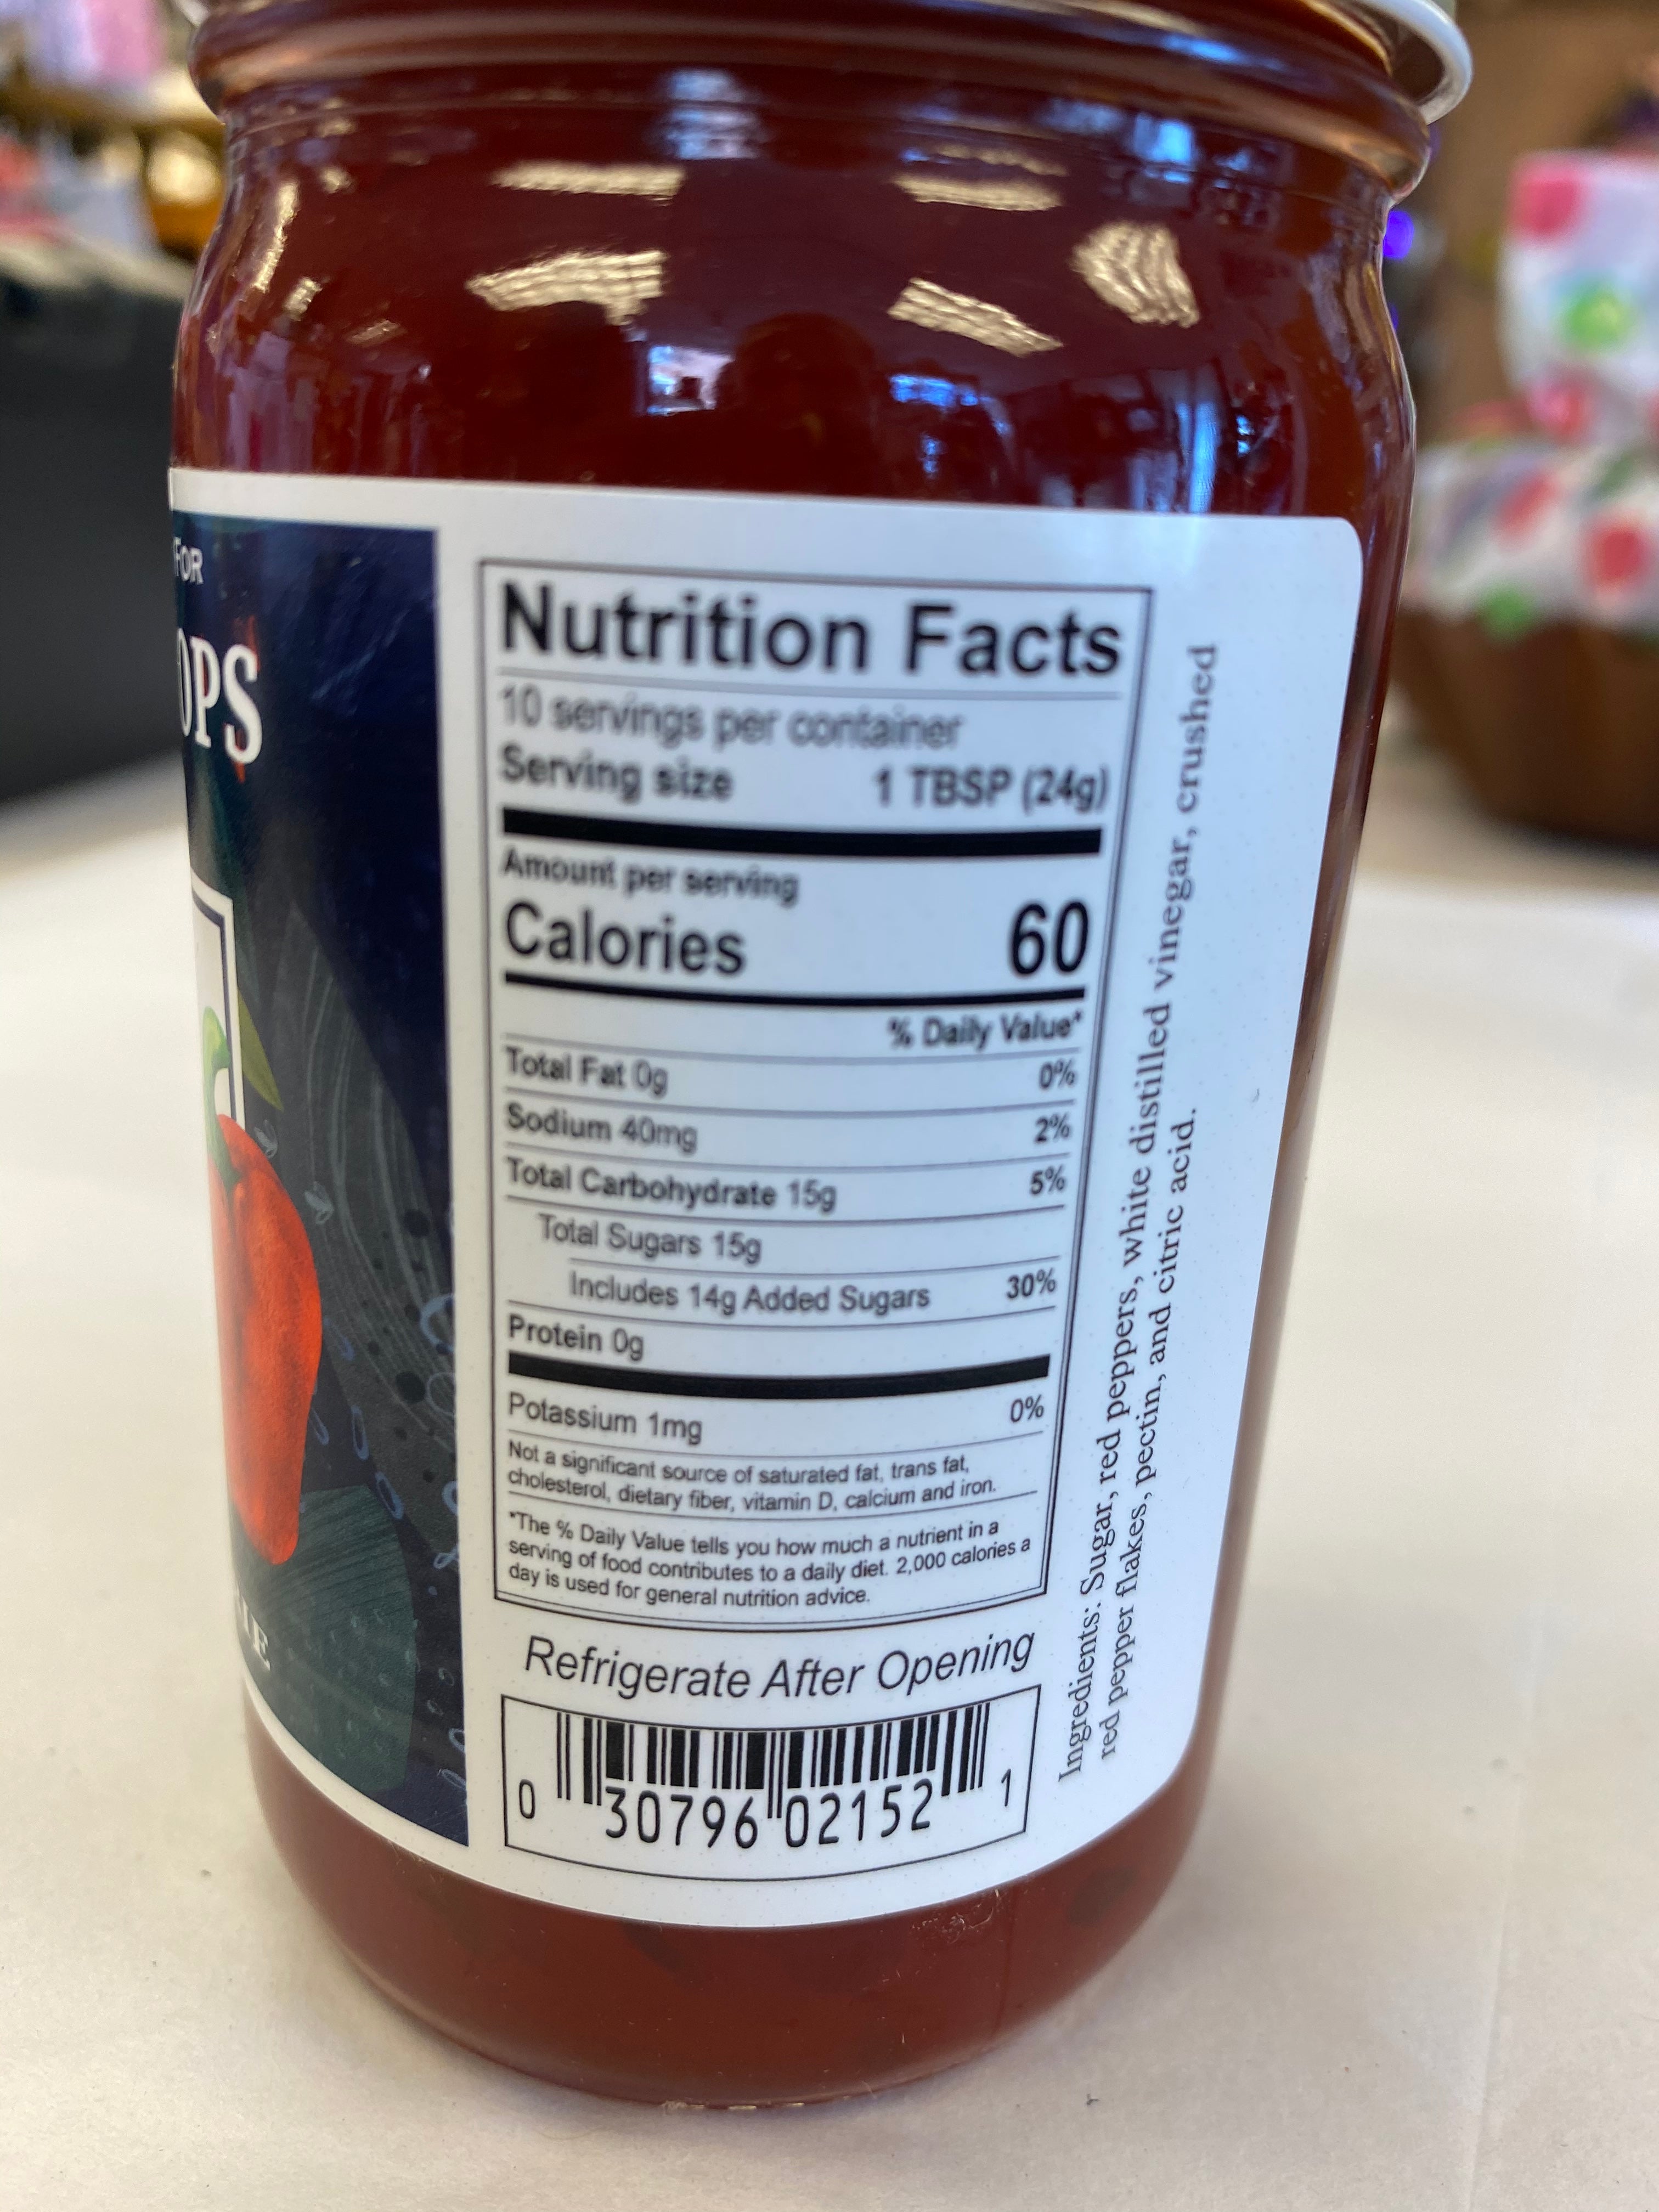 FOR
OPS
Nutrition Facts
10 servings per container
Serving size 1 TBSP (24g)
Amount per serving
Calories 60
% Daily Value*
Total Fat 0g 0%
Sodium 40mg 2%
Total Carbohydrate 15g 5%
Total Sugars 15g
Includes 14g Added Sugars 30%
Protein 0g
Potassium 1mg 0%
Not a significant source of saturated fat, trans fat,
cholesterol, dietary fiber, vitamin D, calcium and iron.
*The % Daily Value tells you how much a nutrient in a
serving of food contributes to a daily diet. 2,000 calories a
day is used for general nutrition advice.
Refrigerate After Opening
0 30796 02152 1
Ingredients: Sugar, red peppers, white distilled vinegar, crushed
red pepper flakes, pectin, and citric acid.